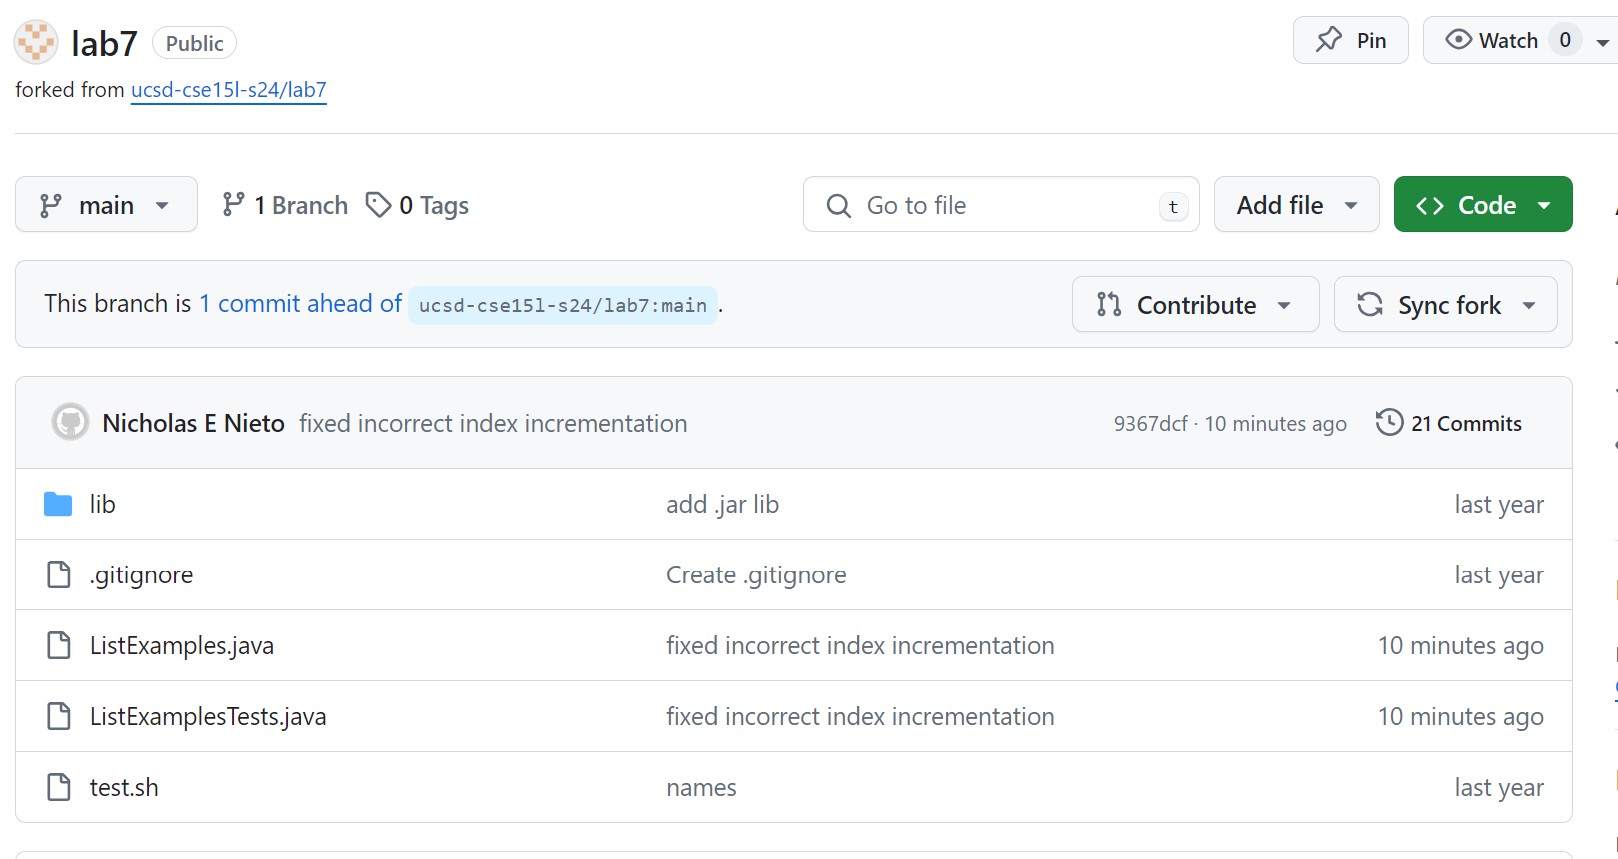 lab7 Public Pin Watch 0
forked from ucsd-cse15l-s24/lab7
main 1 Branch 0 Tags Go to file t Add file Code
This branch is 1 commit ahead of ucsd-cse15l-s24/lab7:main.
Contribute Sync fork
Nicholas E Nieto fixed incorrect index incrementation 9367dcf · 10 minutes ago 21 Commits
lib add .jar lib last year
.gitignore Create .gitignore last year
ListExamples.java fixed incorrect index incrementation 10 minutes ago
ListExamplesTests.java fixed incorrect index incrementation 10 minutes ago
test.sh names last year